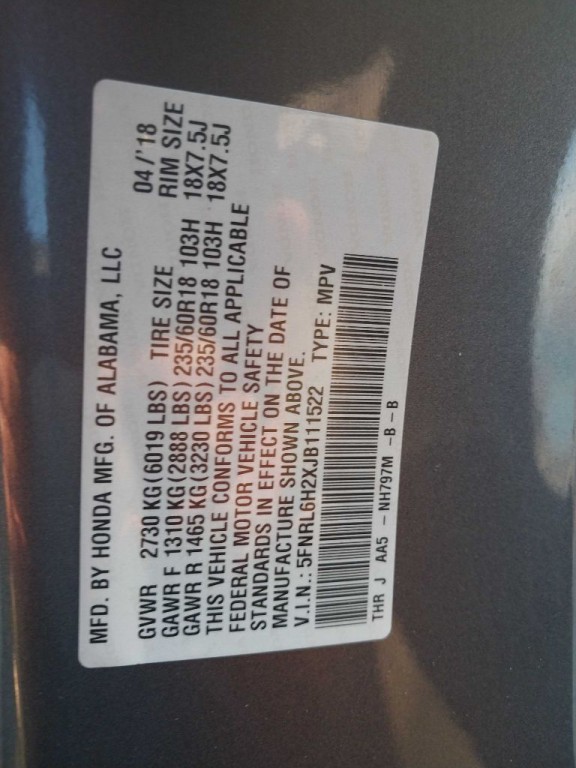 MFD. BY HONDA MFG. OF ALABAMA, LLC 04/'18
GVWR 2730 KG(6019 LBS) TIRE SIZE RIM SIZE
GAWR F 1310 KG(2888 LBS) 235/60R18 103H 18X7.5J
GAWR R 1465 KG(3230 LBS) 235/60R18 103H 18X7.5J
THIS VEHICLE CONFORMS TO ALL APPLICABLE
FEDERAL MOTOR VEHICLE SAFETY
STANDARDS IN EFFECT ON THE DATE OF
MANUFACTURE SHOWN ABOVE.
V.I.N.: 5FNRL6H2XJB111522 TYPE: MPV
THR J AA5 - NH797M -B - B